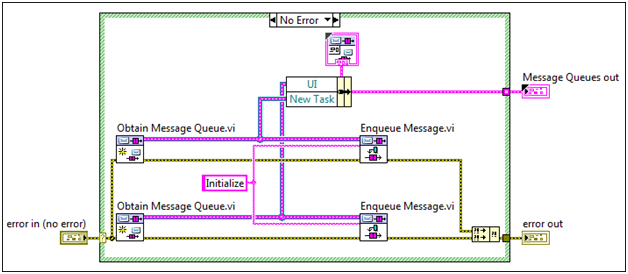 No Error
UI
New Task
Message Queues out
Obtain Message Queue.vi
Enqueue Message.vi
Initialize
Obtain Message Queue.vi
Enqueue Message.vi
error in (no error)
error out